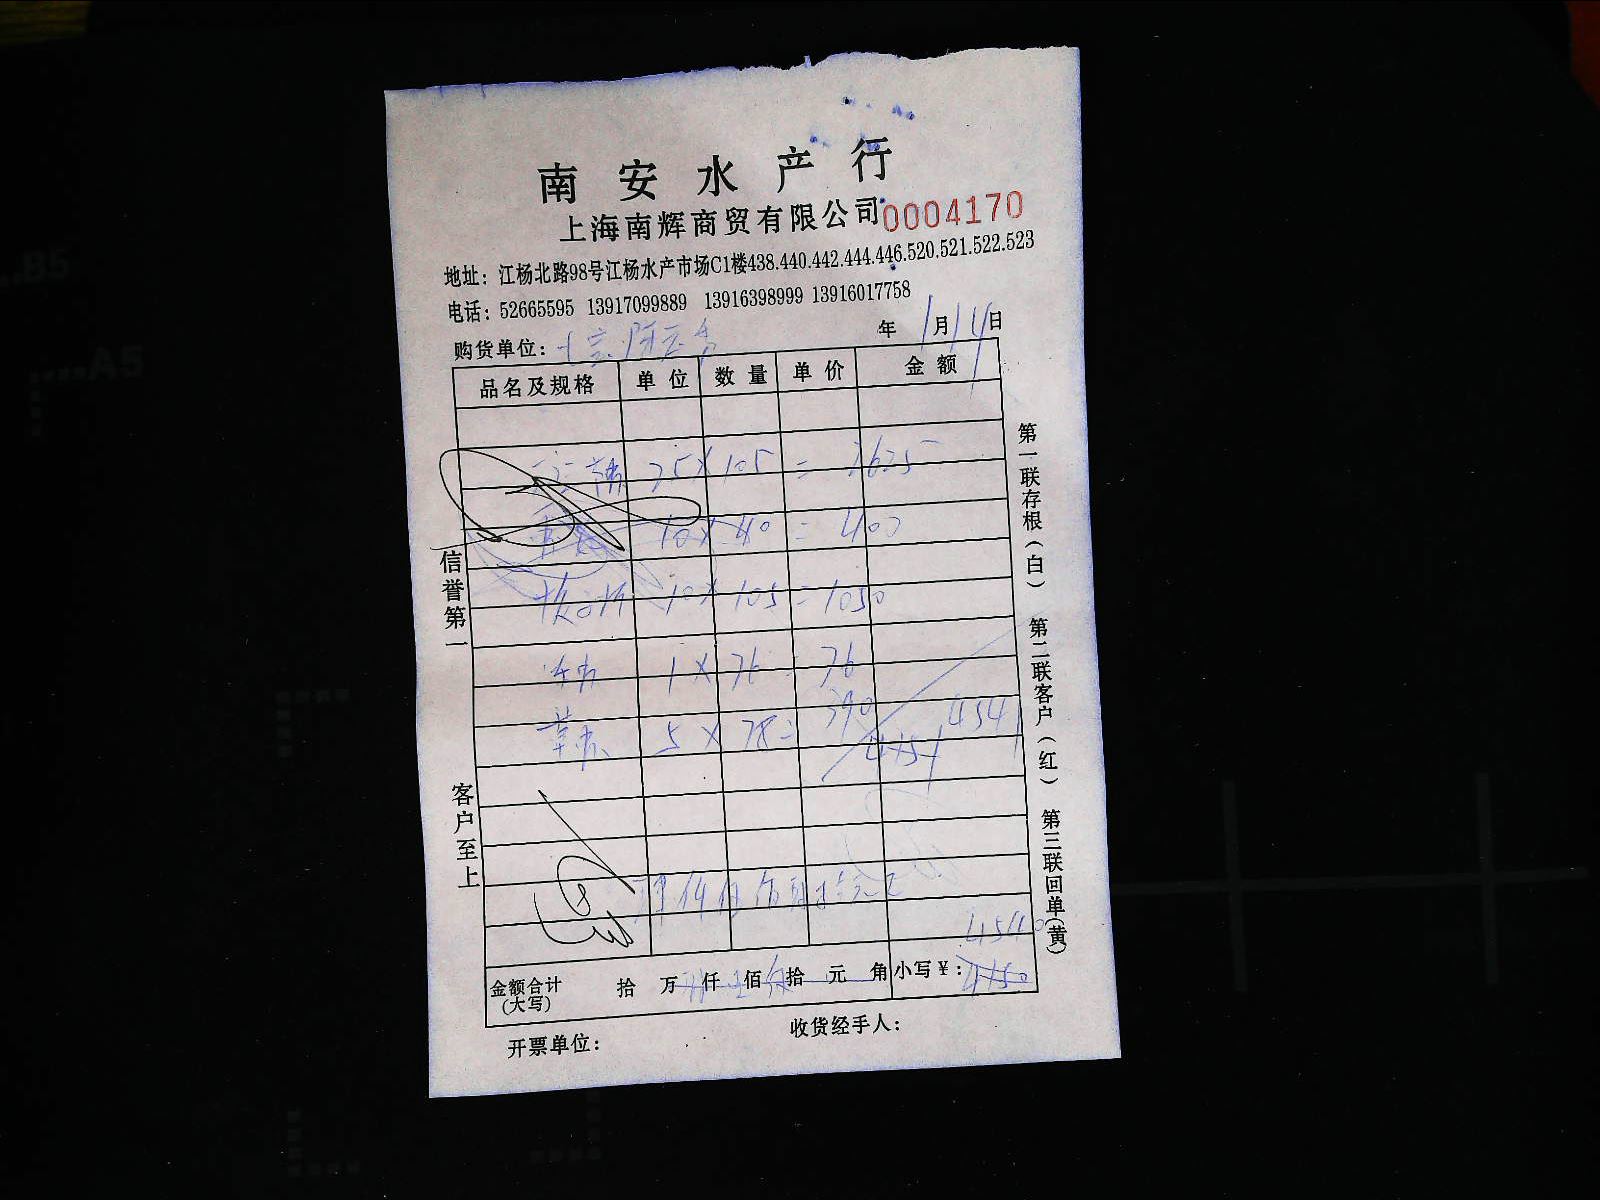 南安水产行
上海南辉商贸有限公司 0004170
地址：江杨北路98号江杨水产市场C1楼438.440.442.444.446.520.521.522.523
电话：52665595 13917099889 13916398999 13916017758
购货单位： 年 1月14日
品名及规格 单位 数量 单价 金额
25×105=2625
10×40=400
10×105=1050
1×76=76
草虾 5×78=390
4541
4151
4540
金额合计(大写) 拾 万 仟 佰 拾 元 角 小写￥：4150
开票单位： 收货经手人：
信誉第一
客户至上
第一联存根(白) 第二联客户(红) 第三联回单(黄)